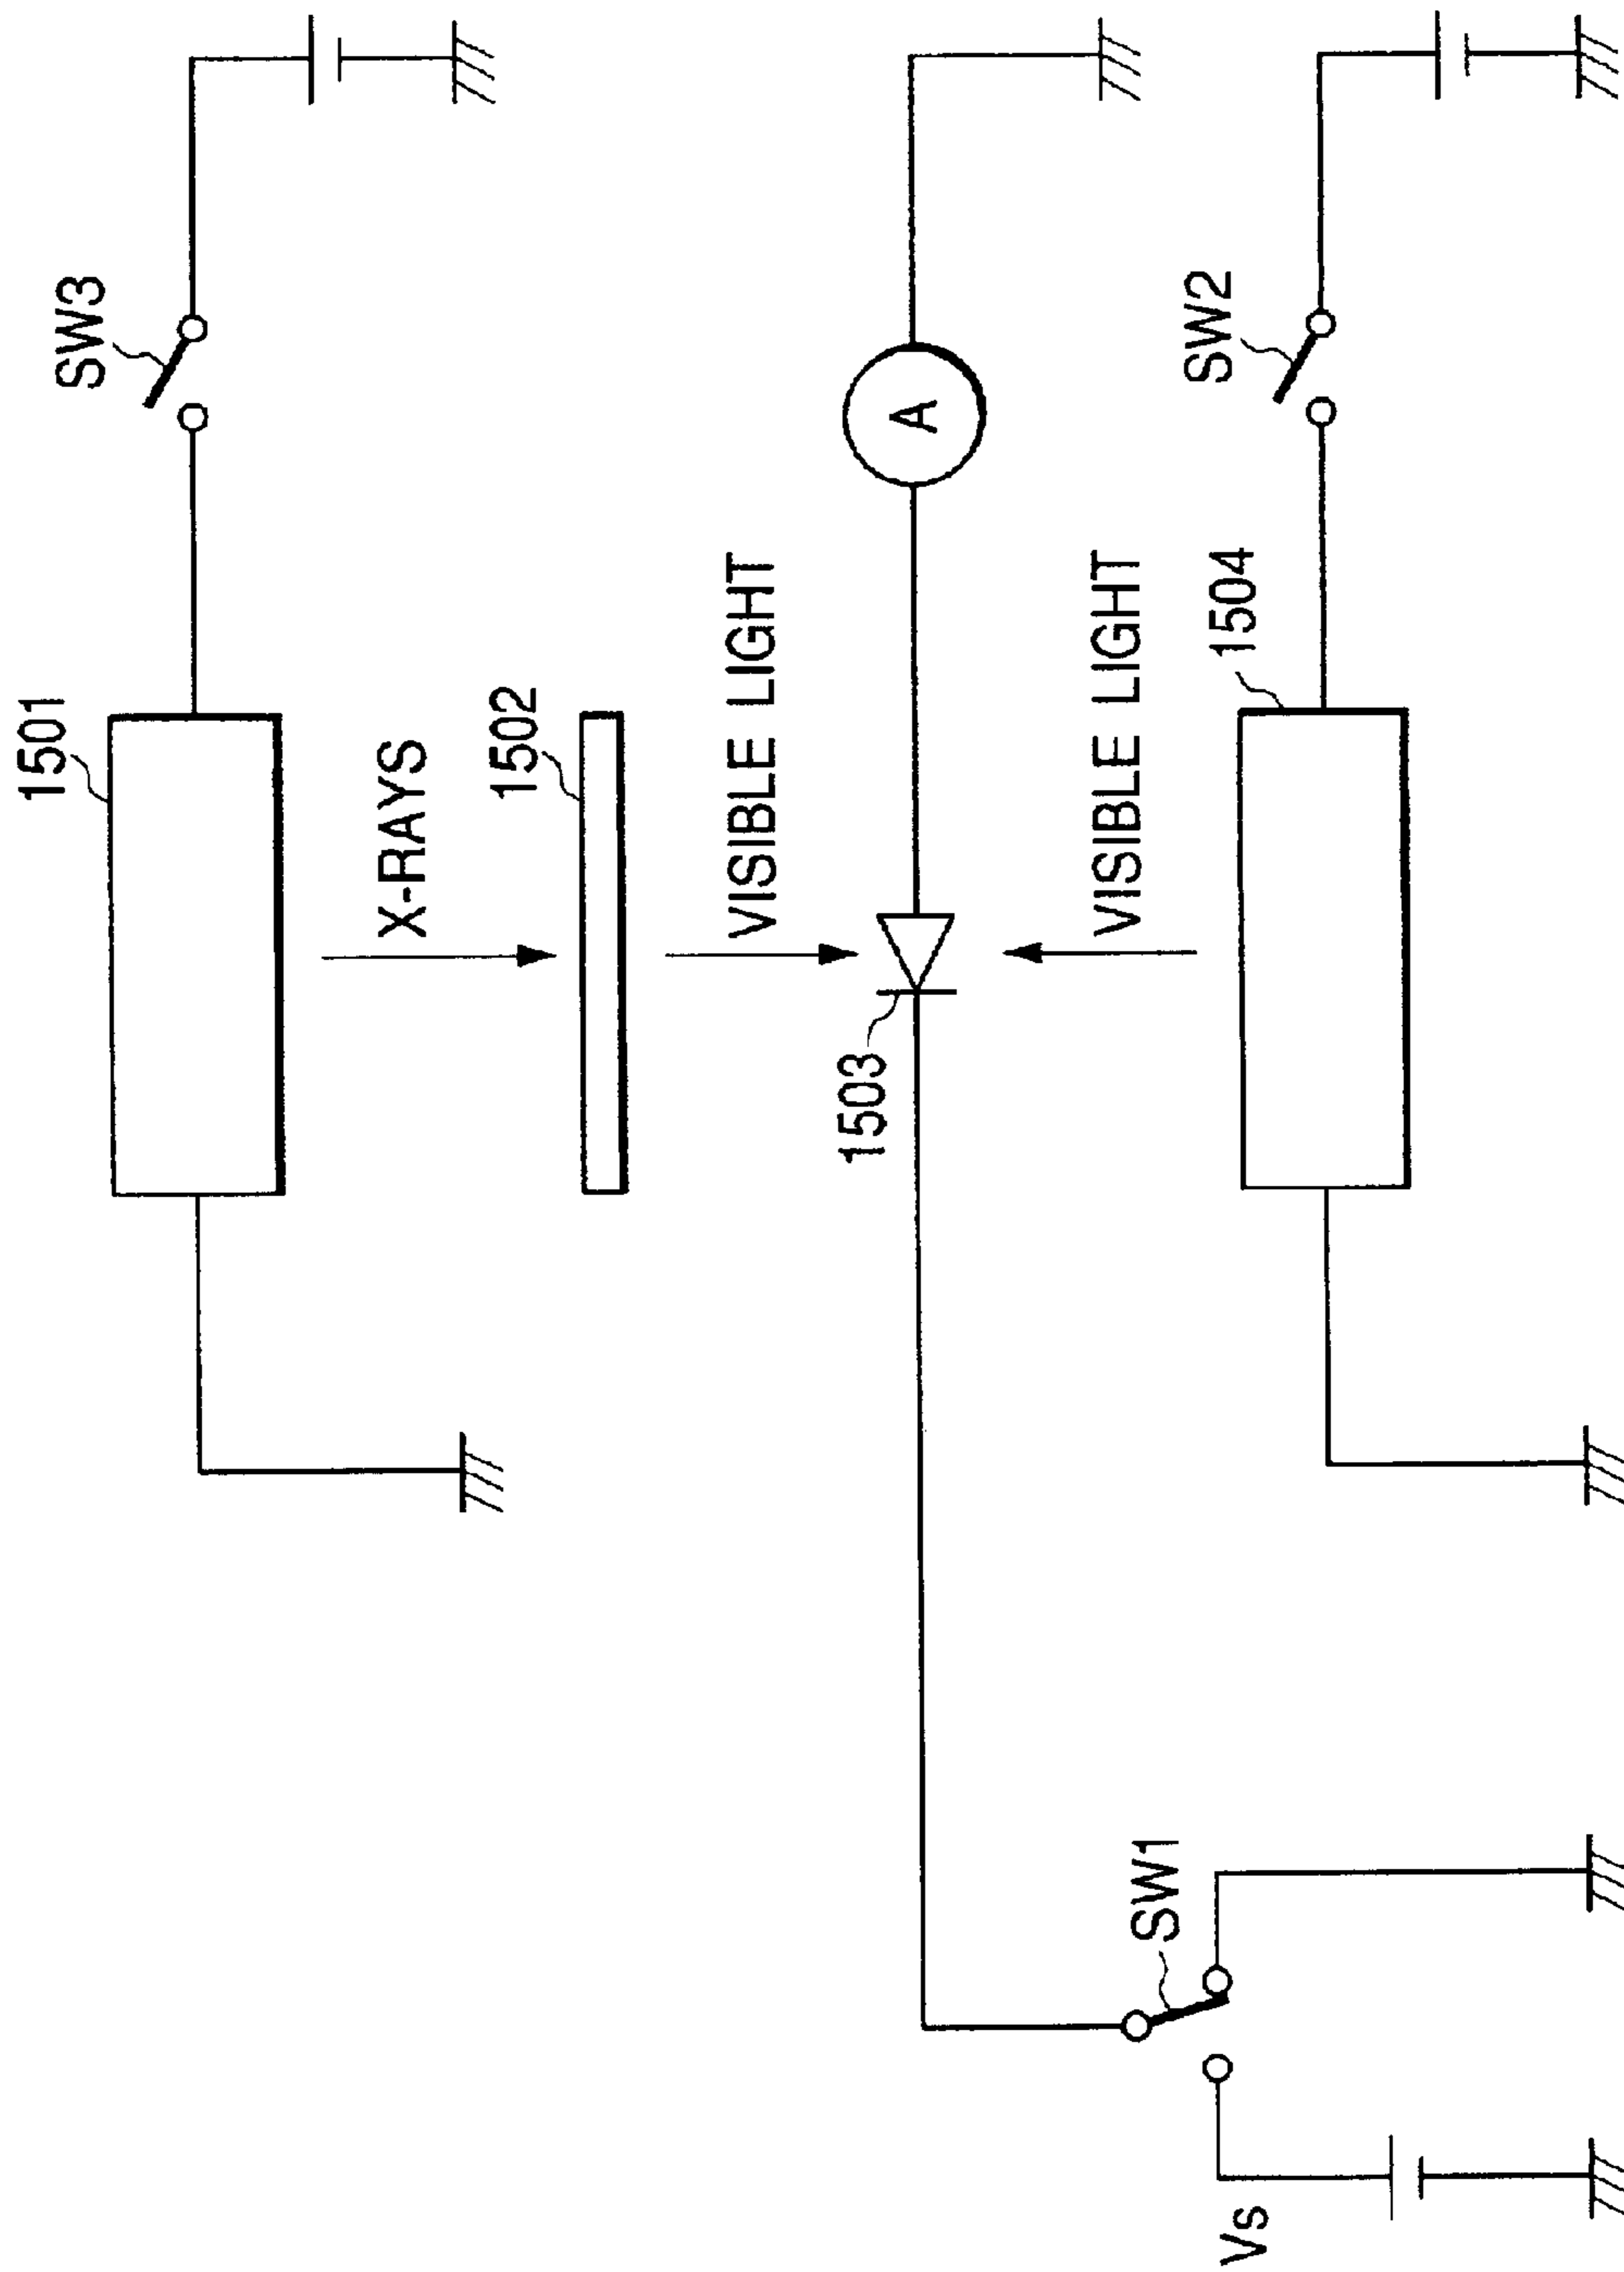 1501
SW3
X-RAYS
1502
VISIBLE LIGHT
1503
A
VISIBLE LIGHT
1504
SW2
SW1
Vs